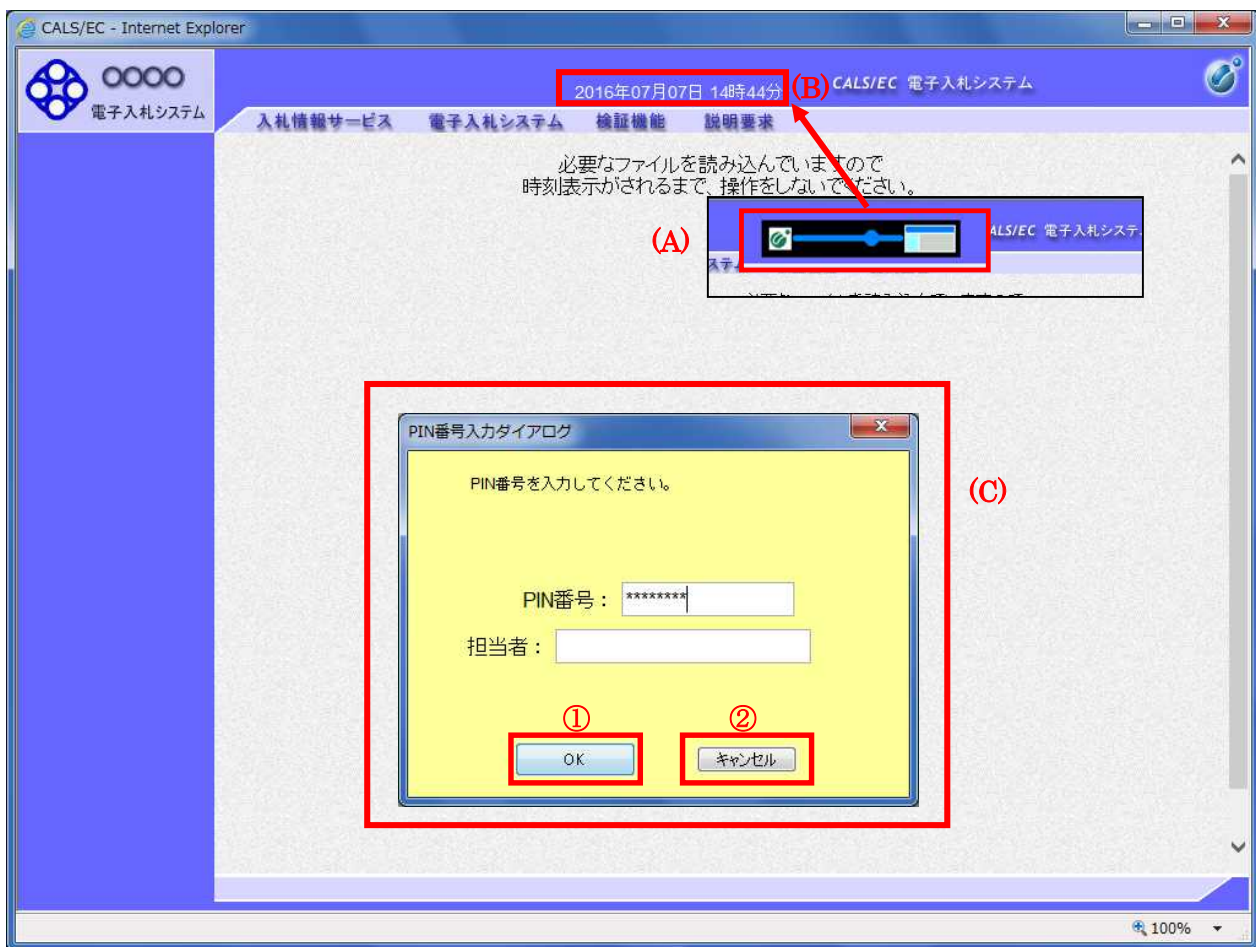 CALS/EC - Internet Explorer
〇〇〇〇
電子入札システム
2016年07月07日 14時44分
(B)
CALS/EC 電子入札システム
入札情報サービス 電子入札システム 検証機能 説明要求
必要なファイルを読み込んでいますので
時刻表示がされるまで、操作をしないでください。
(A)
ALS/EC 電子入札システ
ステ
(C)
PIN番号入力ダイアログ
PIN番号を入力してください。
PIN番号： ********
担当者：
① ②
OK キャンセル
100%